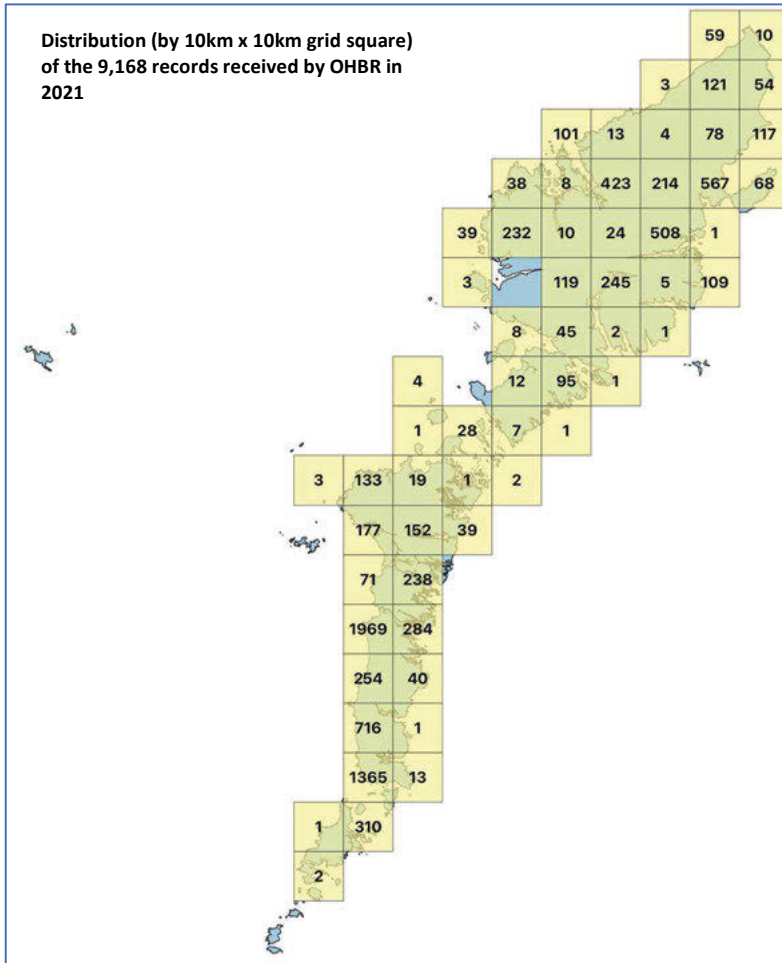 Distribution (by 10km x 10km grid square)
of the 9,168 records received by OHBR in
2021
59 10
3 121 54
101 13 4 78 117
38 8 423 214 567 68
39 232 10 24 508 1
3 119 245 5 109
8 45 2 1
4 12 95 1
1 28 7 1
3 133 19 1 2
177 152 39
71 238
1969 284
254 40
716 1
1365 13
1 310
2